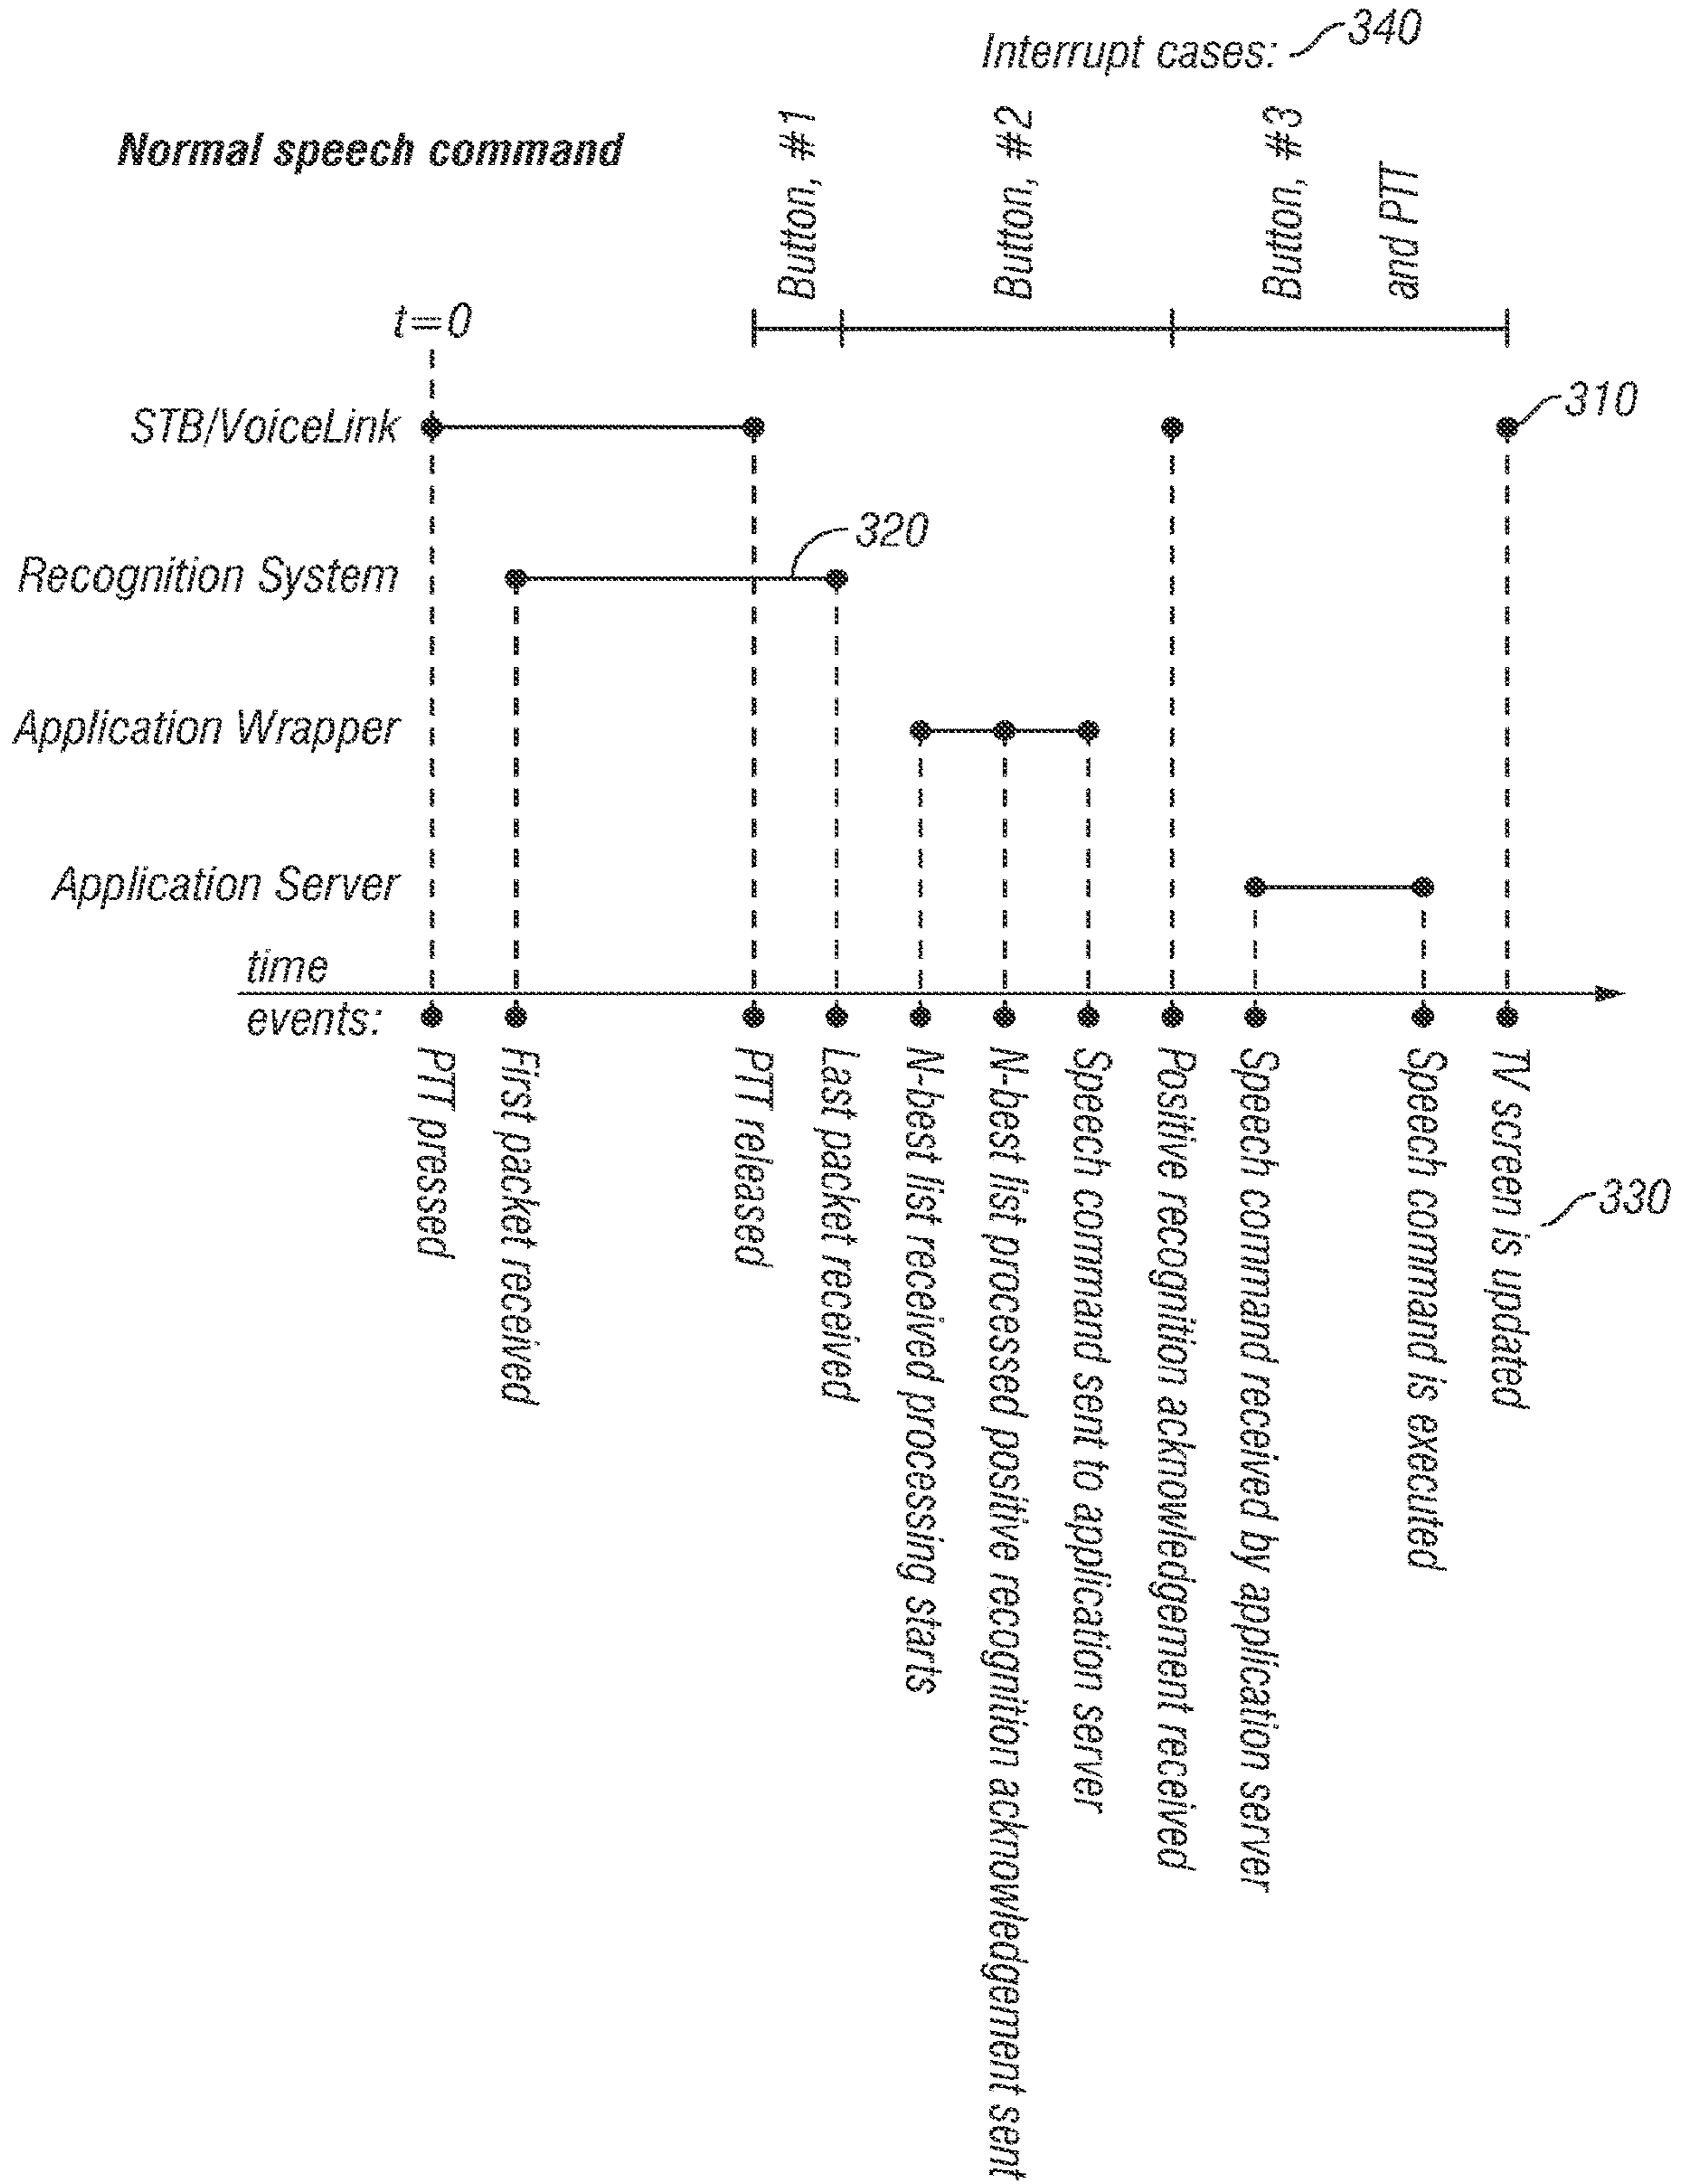 Interrupt cases: 340
Normal speech command
Button, #1
Button, #2
Button, #3
and PTT
t=0
STB/VoiceLink
310
Recognition System
320
Application Wrapper
Application Server
time
events:
PTT pressed
First packet received
PTT released
Last packet received
N-best list received processing starts
N-best list processed positive recognition acknowledgement sent
Speech command sent to application server
Positive recognition acknowledgement received
Speech command received by application server
Speech command is executed
TV screen is updated
330